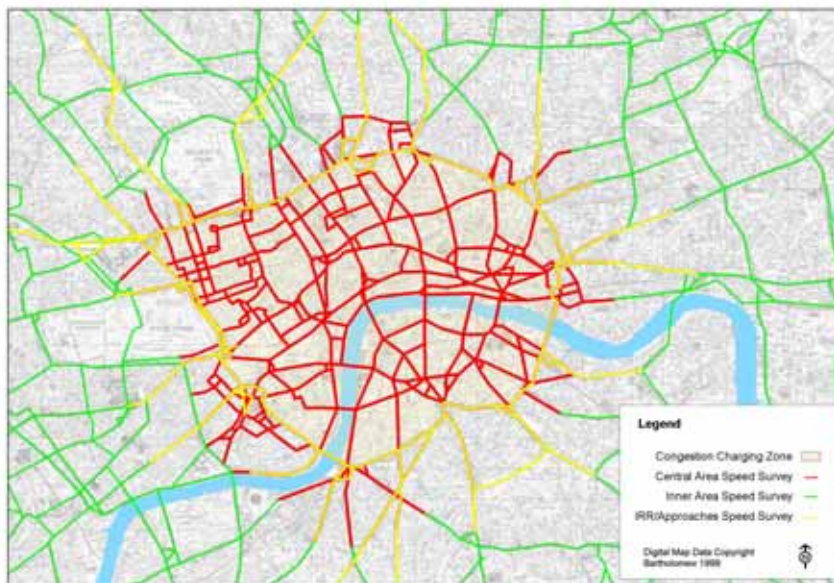 Legend
Congestion Charging Zone
Central Area Speed Survey
Inner Area Speed Survey
IRR/Approaches Speed Survey
Digital Map Data Copyright
Bartholomew 1999